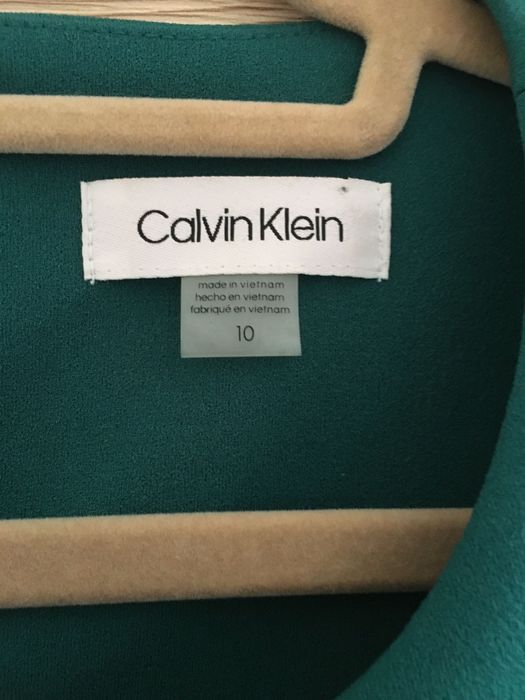 Calvin Klein
made in vietnam
hecho en vietnam
fabriqué en vietnam
10